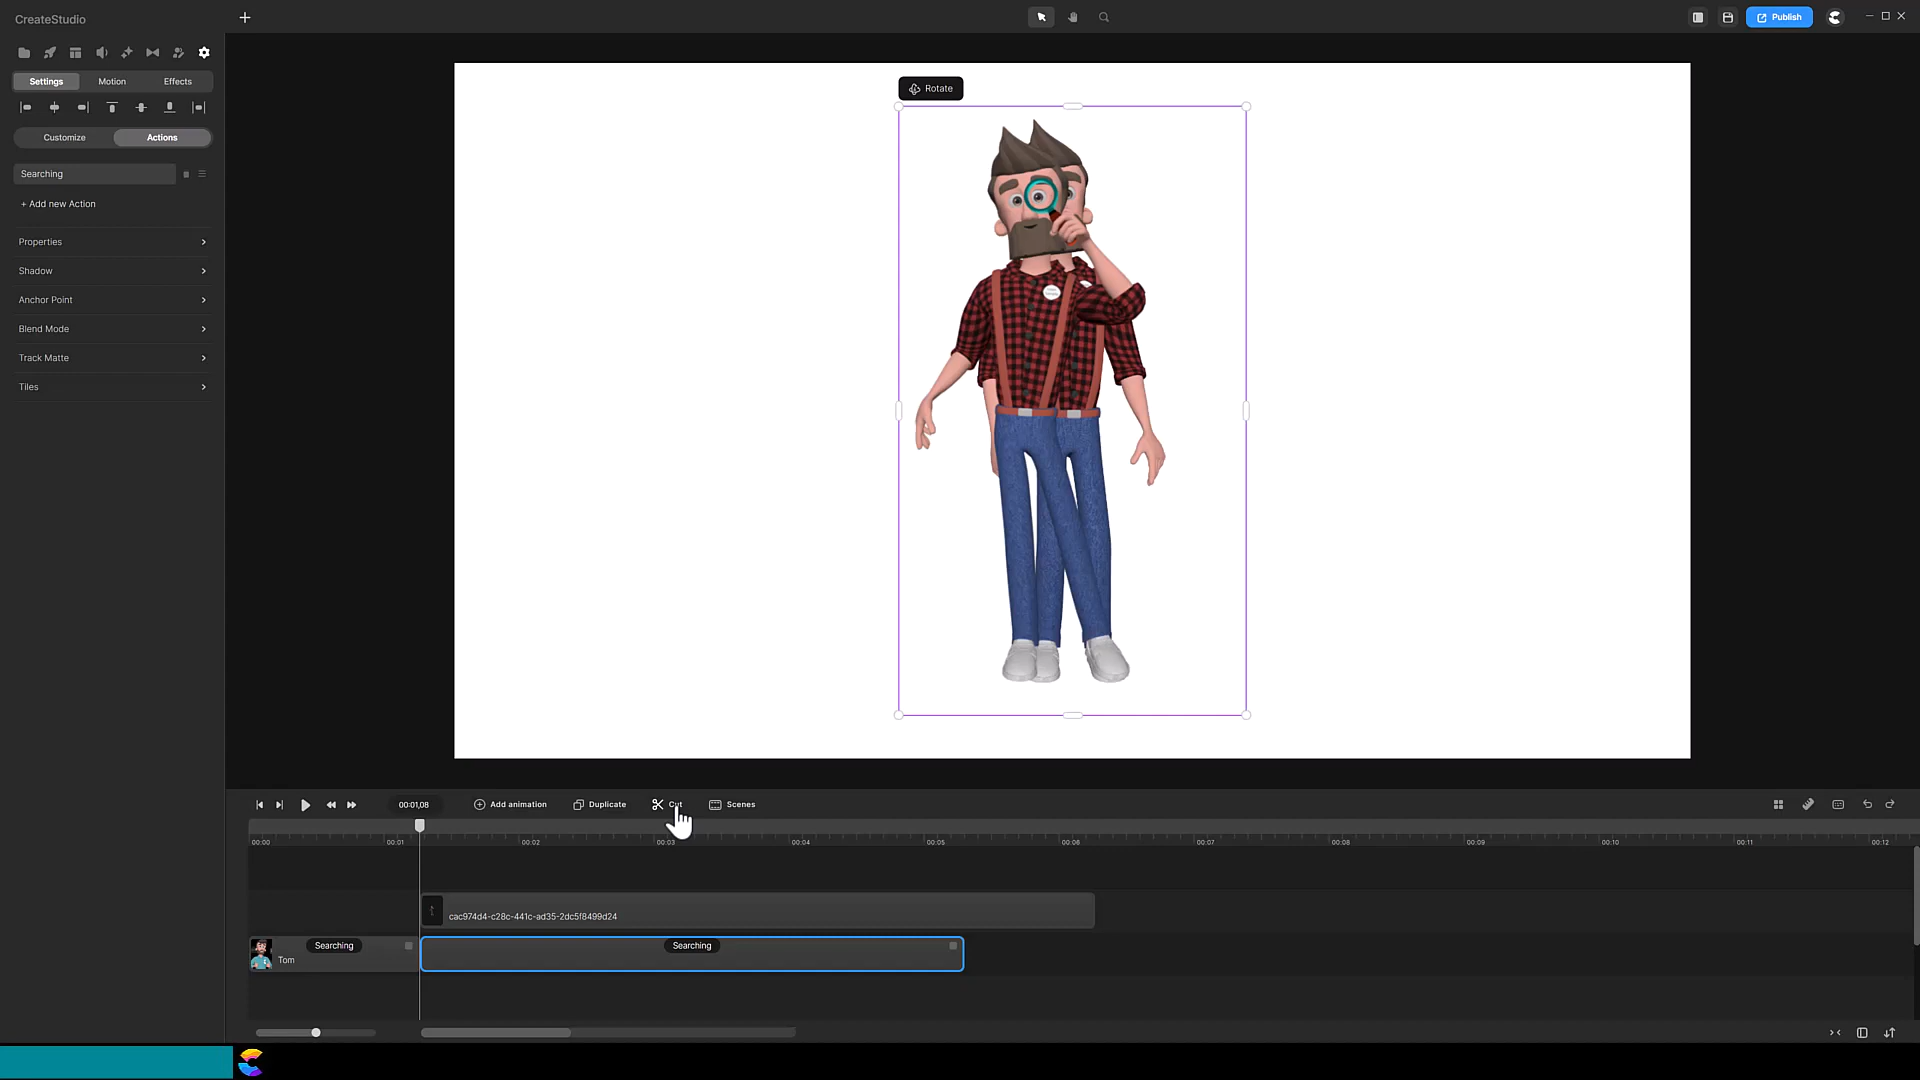 CreateStudio
Publish
Settings Motion Effects
Customize Actions
Searching
+ Add new Action
Properties
Shadow
Anchor Point
Blend Mode
Track Matte
Tiles
Rotate
00:01,08 Add animation Duplicate Cut Scenes
00:00 00:01 00:02 00:03 00:04 00:05 00:06 00:07 00:08 00:09 00:10 00:11 00:12
cac974d4-c28c-441c-ad35-2dc5f8499d24
Searching Searching
Tom